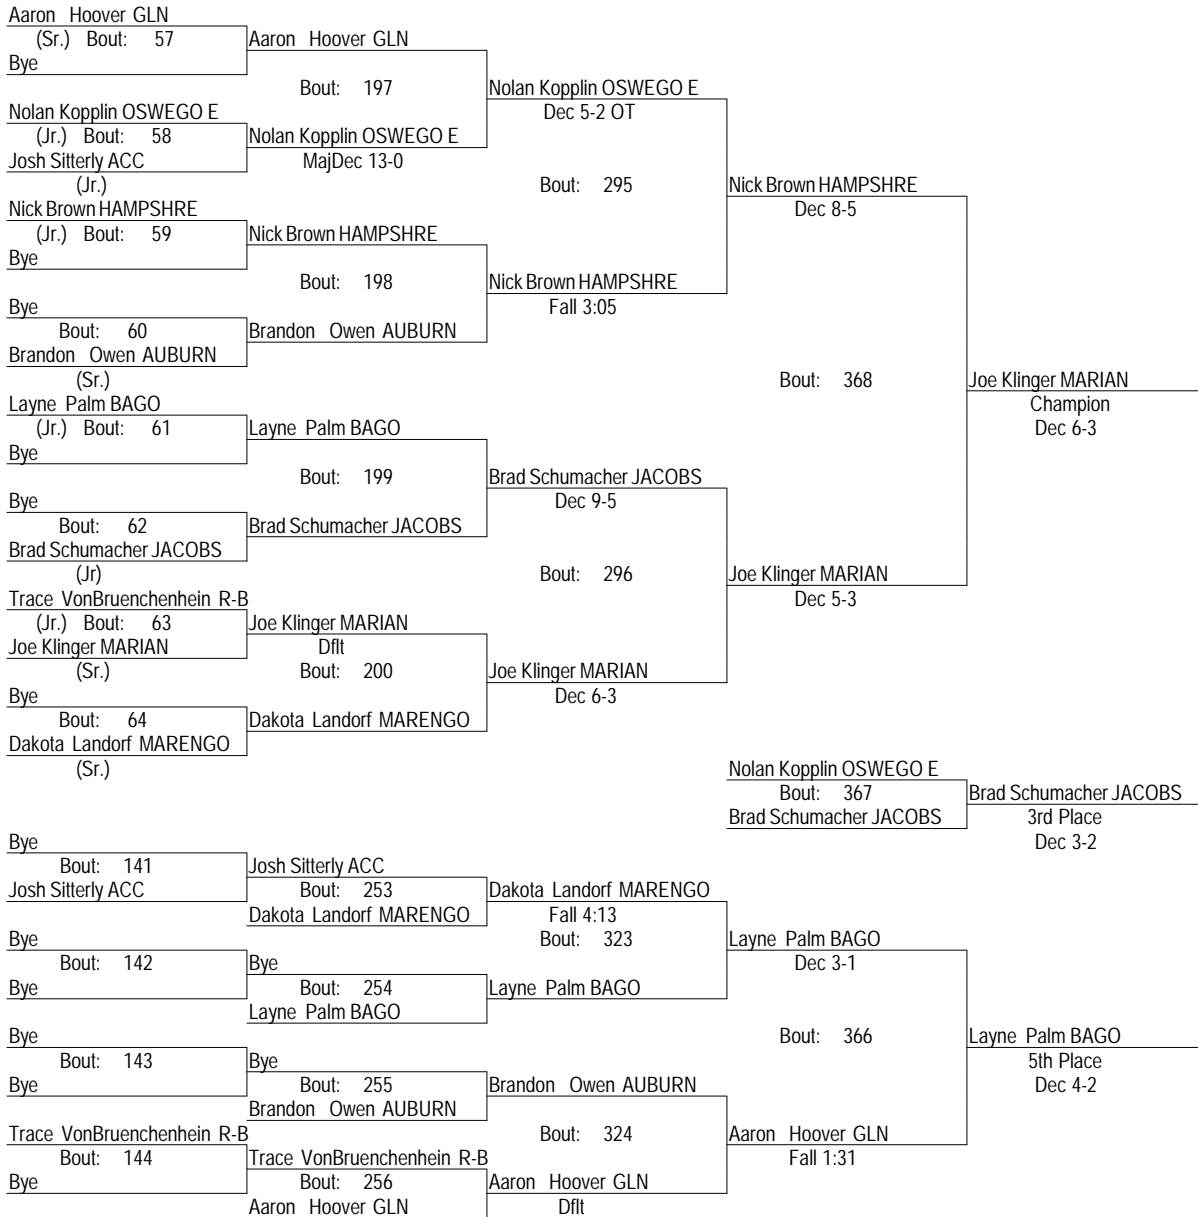 Aaron Hoover GLN
(Sr.) Bout: 57 Aaron Hoover GLN
Bye
Bout: 197 Nolan Kopplin OSWEGO E
Nolan Kopplin OSWEGO E Dec 5-2 OT
(Jr.) Bout: 58 Nolan Kopplin OSWEGO E
Josh Sitterly ACC MajDec 13-0
(Jr.) Bout: 295 Nick Brown HAMPSHRE
Nick Brown HAMPSHRE Dec 8-5
(Jr.) Bout: 59 Nick Brown HAMPSHRE
Bye
Bout: 198 Nick Brown HAMPSHRE
Bye Fall 3:05
Bout: 60 Brandon Owen AUBURN
Brandon Owen AUBURN
(Sr.) Bout: 368 Joe Klinger MARIAN
Layne Palm BAGO Champion
(Jr.) Bout: 61 Layne Palm BAGO Dec 6-3
Bye
Bout: 199 Brad Schumacher JACOBS
Bye Dec 9-5
Bout: 62 Brad Schumacher JACOBS
Brad Schumacher JACOBS
(Jr) Bout: 296 Joe Klinger MARIAN
Trace VonBruenchenhein R-B Dec 5-3
(Jr.) Bout: 63 Joe Klinger MARIAN
Joe Klinger MARIAN Dflt
(Sr.) Bout: 200 Joe Klinger MARIAN
Bye Dec 6-3
Bout: 64 Dakota Landorf MARENGO
Dakota Landorf MARENGO
(Sr.) Nolan Kopplin OSWEGO E
Bout: 367 Brad Schumacher JACOBS
Brad Schumacher JACOBS 3rd Place
Bye Dec 3-2
Bout: 141 Josh Sitterly ACC
Josh Sitterly ACC Bout: 253 Dakota Landorf MARENGO
Dakota Landorf MARENGO Fall 4:13
Bye Bout: 323 Layne Palm BAGO
Bout: 142 Bye Dec 3-1
Bye Bout: 254 Layne Palm BAGO
Layne Palm BAGO
Bye Bout: 366 Layne Palm BAGO
Bout: 143 Bye 5th Place
Bye Bout: 255 Brandon Owen AUBURN Dec 4-2
Brandon Owen AUBURN
Trace VonBruenchenhein R-B Bout: 324 Aaron Hoover GLN
Bout: 144 Trace VonBruenchenhein R-B Fall 1:31
Bye Bout: 256 Aaron Hoover GLN
Aaron Hoover GLN Dflt